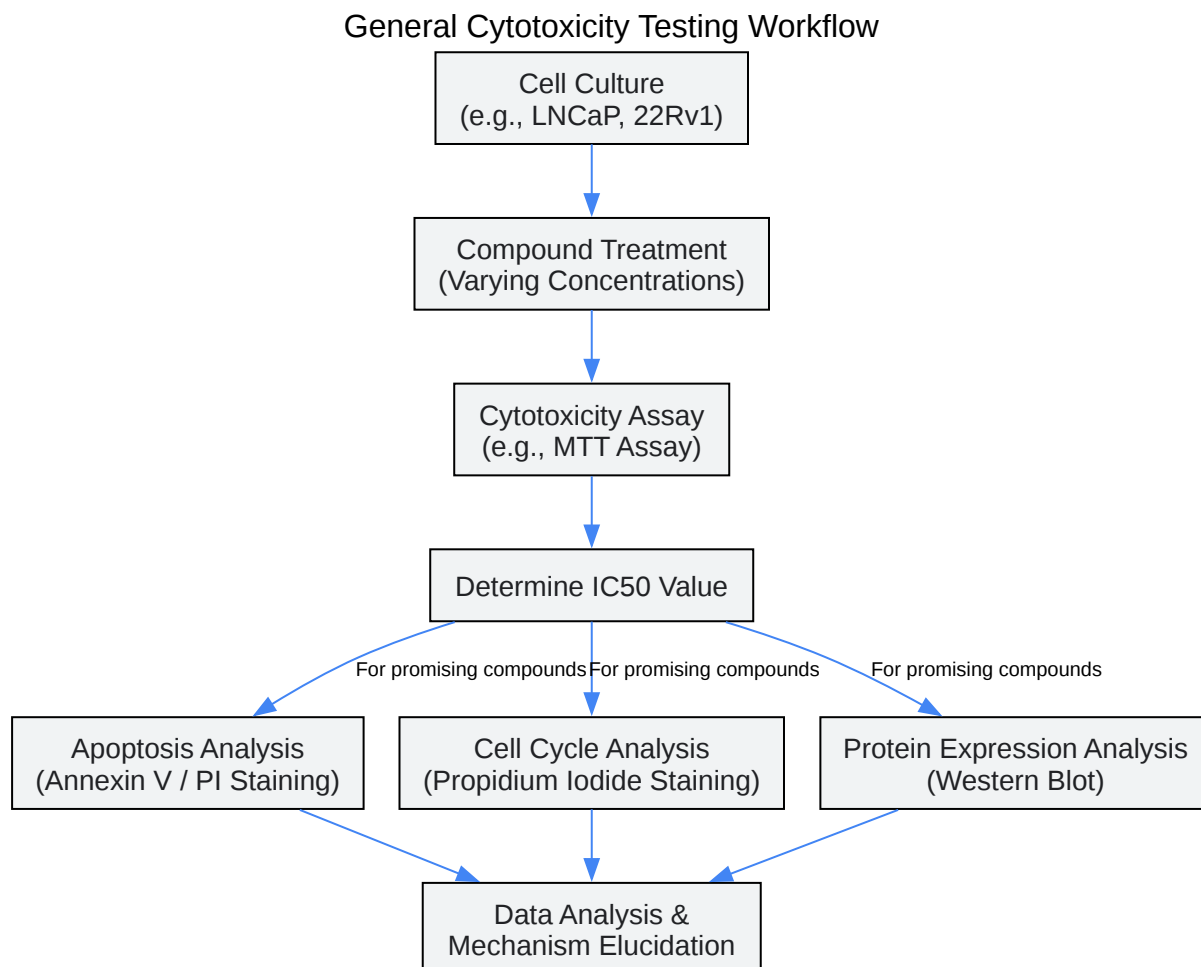 General Cytotoxicity Testing Workflow
Cell Culture
(e.g., LNCaP, 22Rv1)
Compound Treatment
(Varying Concentrations)
Cytotoxicity Assay
(e.g., MTT Assay)
Determine IC50 Value
For promising compounds
For promising compounds
For promising compounds
Apoptosis Analysis
(Annexin V / PI Staining)
Cell Cycle Analysis
(Propidium Iodide Staining)
Protein Expression Analysis
(Western Blot)
Data Analysis &
Mechanism Elucidation